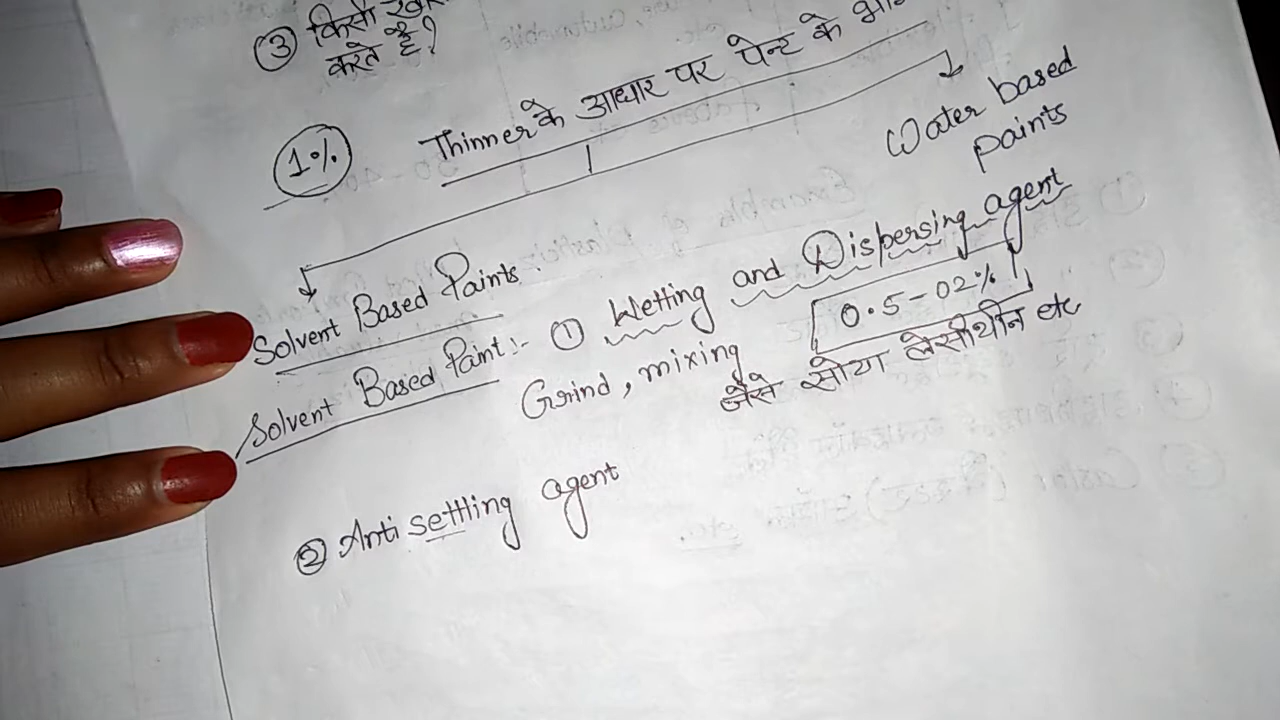 ③ किसी
करते है?
1%
Thinner के आधार पर पेन्ट के
Water based
paints
Solvent Based Paints.
Solvent Based Paint:- ① Wetting and Dispersing agent
0.5-02%
Grind, mixing
जैसे सोया लेसीथीन etc
② Anti settling agent